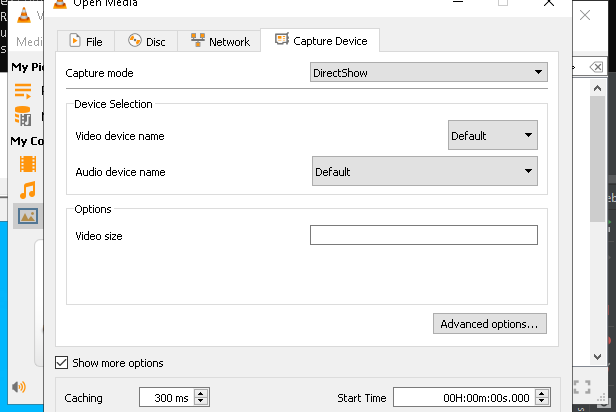 Open Media
Medi
File
Disc
Network
Capture Device
My Pi
Capture mode
DirectShow
Device Selection
Video device name
Default
My Co
Audio device name
Default
Options
Video size
Advanced options...
Show more options
Caching
300 ms
Start Time
00H:00m:00s.000